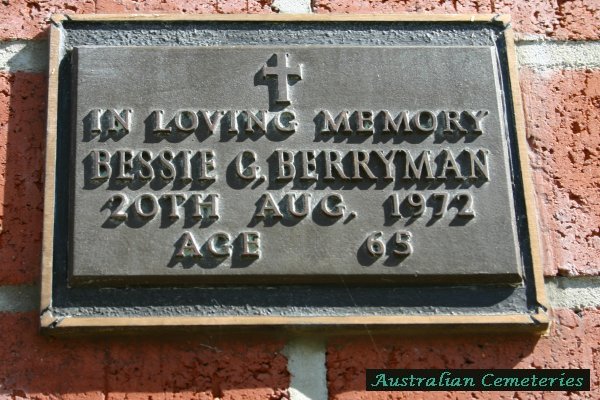 IN LOVING MEMORY
BESSIE G. BERRYMAN
20TH AUG, 1972
AGE 65
Australian Cemeteries